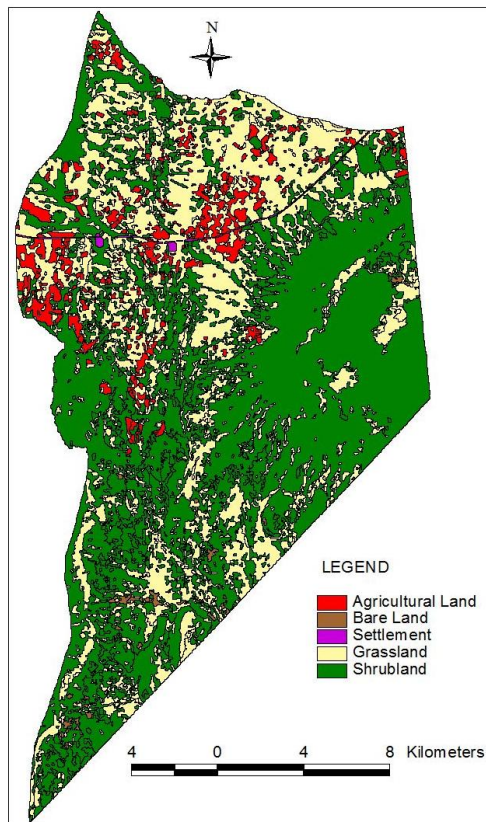 N
LEGEND
Agricultural Land
Bare Land
Settlement
Grassland
Shrubland
4 0 4 8 Kilometers